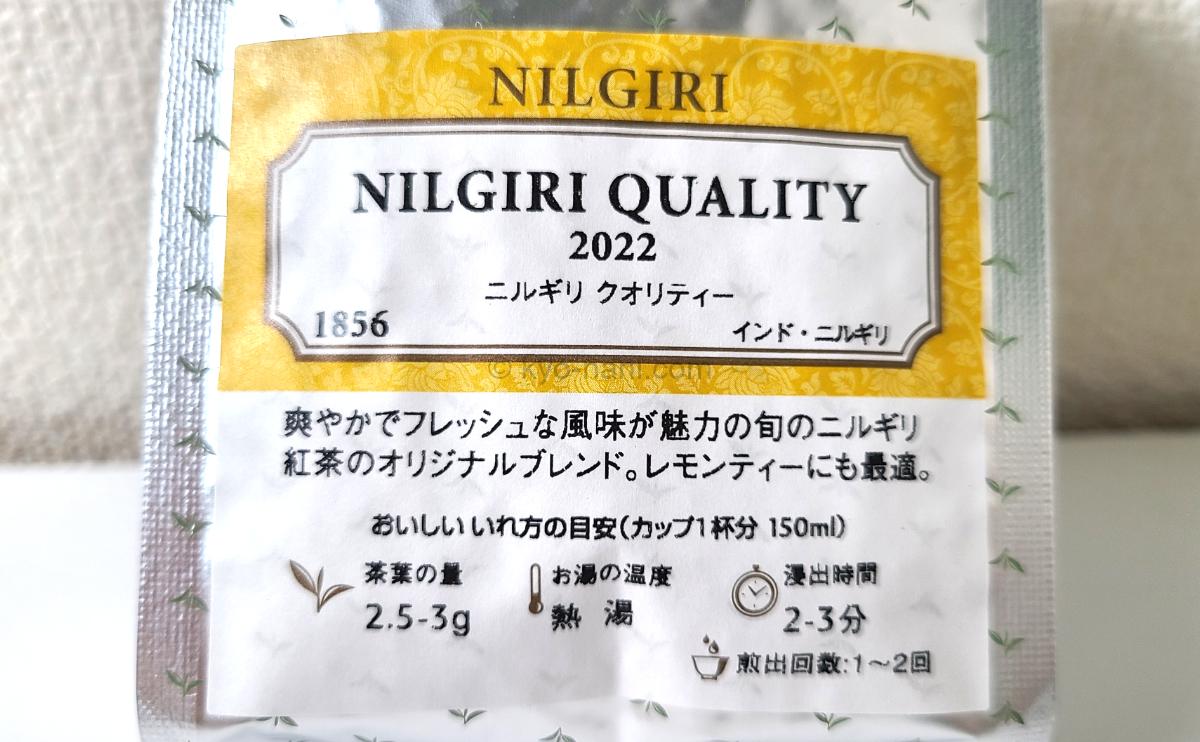 NILGIRI
NILGIRI QUALITY
2022
ニルギリ クオリティー
1856
インド・ニルギリ
© kyo-nani.com
爽やかでフレッシュな風味が魅力の旬のニルギリ
紅茶のオリジナルブレンド。レモンティーにも最適。
おいしいいれ方の目安(カップ1杯分 150ml)
茶葉の量
2.5-3g
お湯の温度
熱 湯
浸出時間
2-3分
煎出回数:1~2回